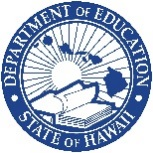 DEPARTMENT OF EDUCATION
STATE OF HAWAII